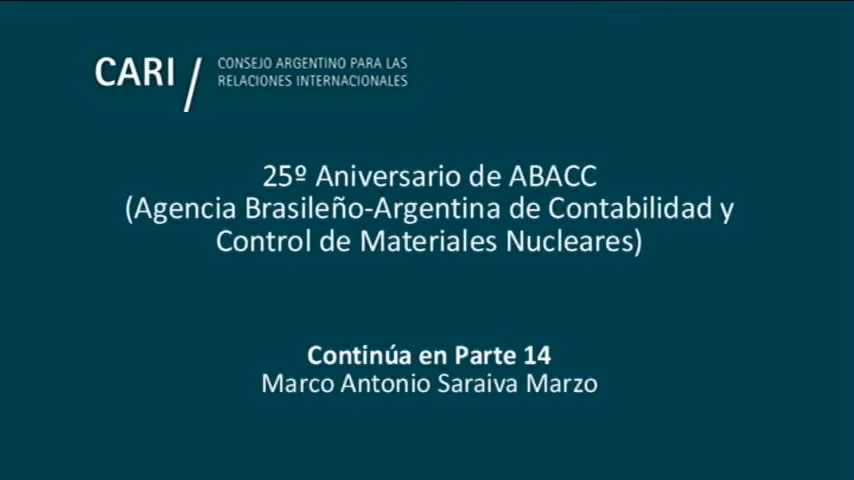 CARI /
CONSEJO ARGENTINO PARA LAS
RELACIONES INTERNACIONALES
25º Aniversario de ABACC
(Agencia Brasileño-Argentina de Contabilidad y
Control de Materiales Nucleares)
Continúa en Parte 14
Marco Antonio Saraiva Marzo